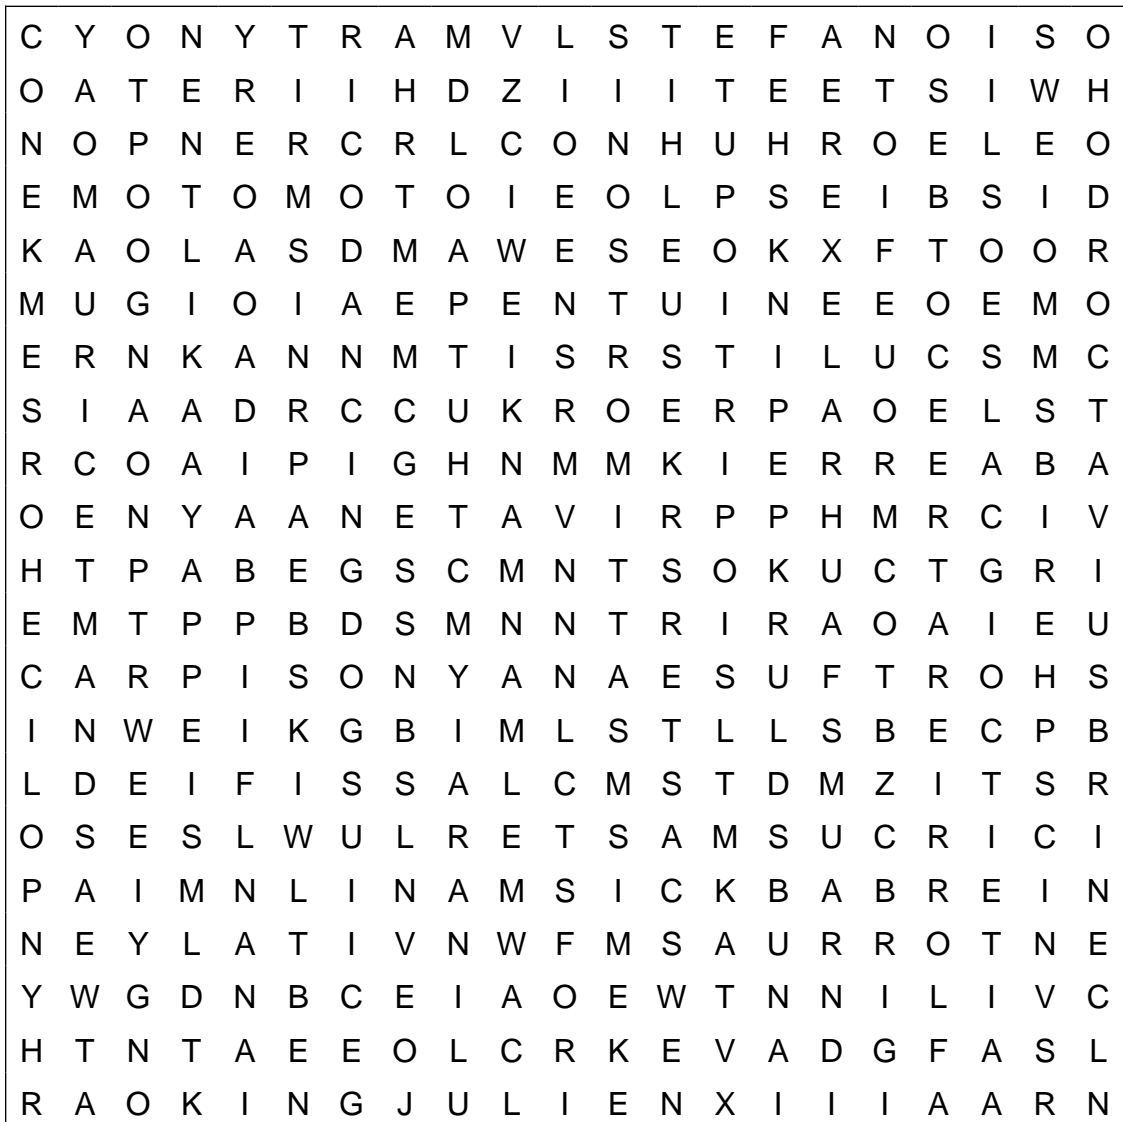 C Y O N Y T R A M V L S T E F A N O I S O
O A T E R I I H D Z I I I T E E T S I W H
N O P N E R C R L C O N H U H R O E L E O
E M O T O M O T O I E O L P S E I B S I D
K A O L A S D M A W E S E O K X F T O O R
M U G I O I A E P E N T U I N E E O E M O
E R N K A N N M T I S R S T I L U C S M C
S I A A D R C C U K R O E R P A O E L S T
R C O A I P I G H N M M K I E R R E A B A
O E N Y A A N E T A V I R P P H M R C I V
H T P A B E G S C M N T S O K U C T G R I
E M T P P B D S M N N T R I R A O A I E U
C A R P I S O N Y A N A E S U F T R O H S
I N W E I K G B I M L S T L L S B E C P B
L D E I F I S S A L C M S T D M Z I T S R
O S E S L W U L R E T S A M S U C R I C I
P A I M N L I N A M S I C K B A B R E I N
N E Y L A T I V N W F M S A U R R O T N E
Y W G D N B C E I A O E W T N N I L I V C
H T N T A E E O L C R K E V A D G F A S L
R A O K I N G J U L I E N X I I I A A R N